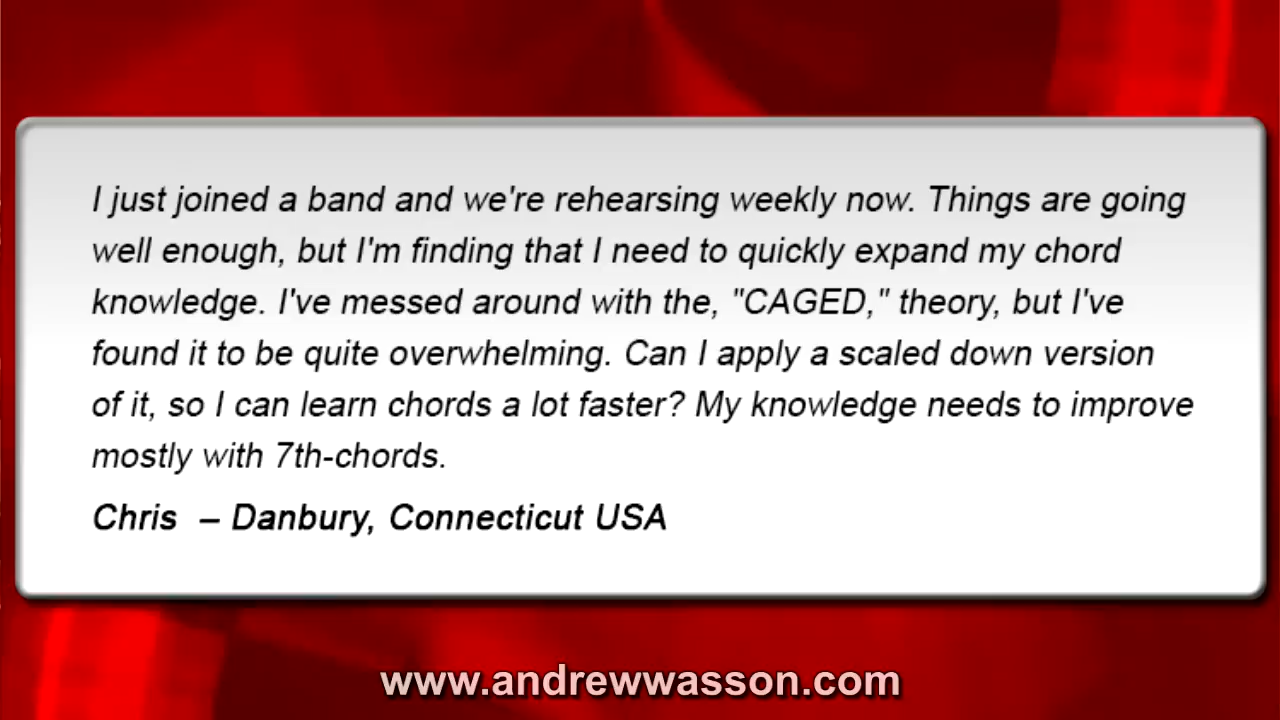 I just joined a band and we're rehearsing weekly now. Things are going
well enough, but I'm finding that I need to quickly expand my chord
knowledge. I've messed around with the, "CAGED," theory, but I've
found it to be quite overwhelming. Can I apply a scaled down version
of it, so I can learn chords a lot faster? My knowledge needs to improve
mostly with 7th-chords.
Chris – Danbury, Connecticut USA
www.andrewwasson.com